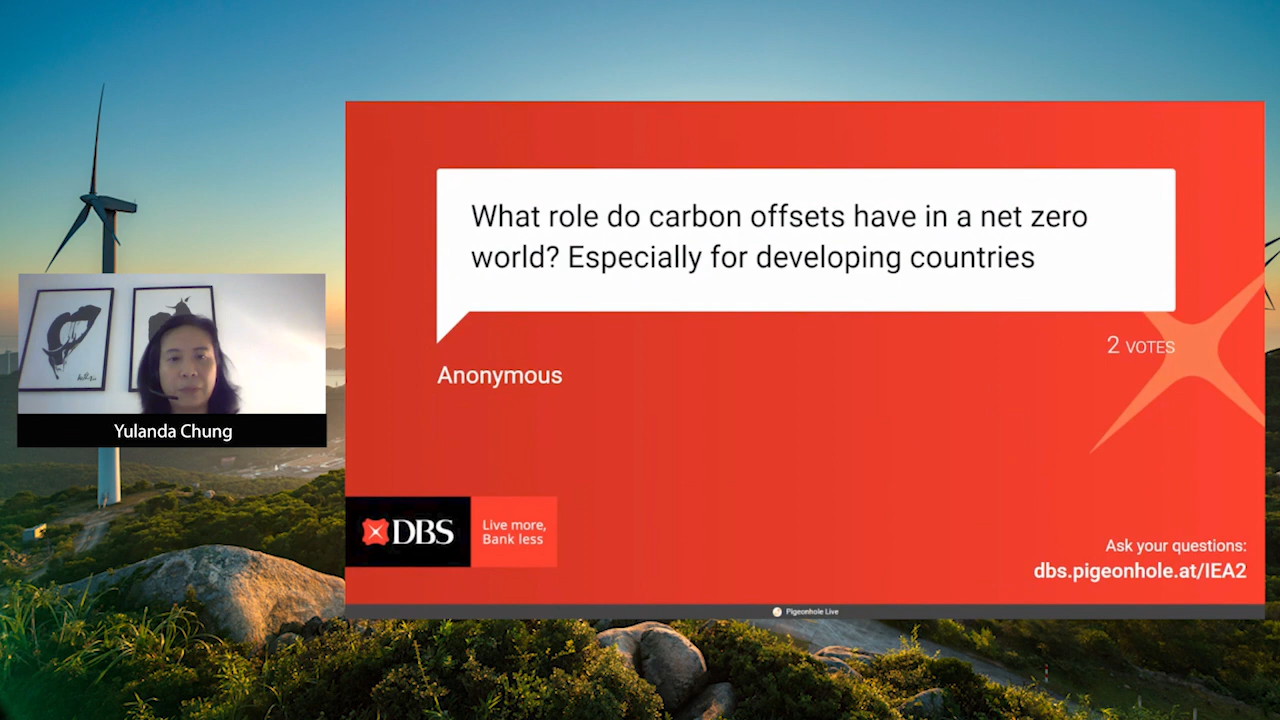 What role do carbon offsets have in a net zero
world? Especially for developing countries
2 VOTES
Anonymous
Yulanda Chung
DBS
Live more,
Bank less
Ask your questions:
dbs.pigeonhole.at/IEA2
Pigeonhole Live